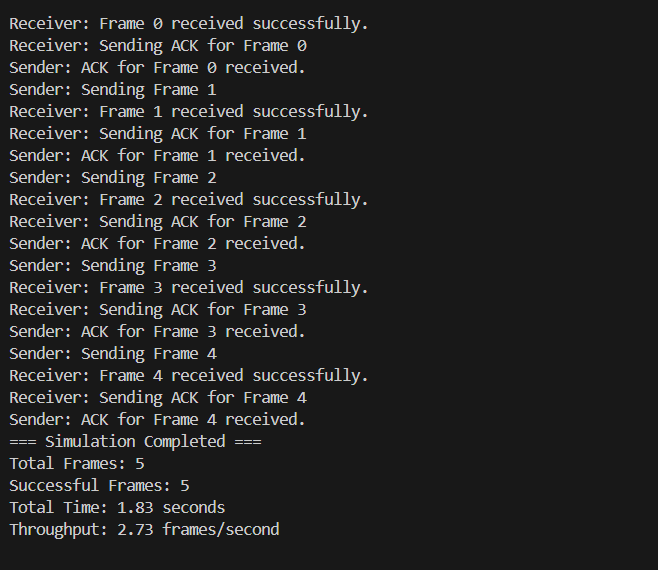 Receiver: Frame 0 received successfully.
Receiver: Sending ACK for Frame 0
Sender: ACK for Frame 0 received.
Sender: Sending Frame 1
Receiver: Frame 1 received successfully.
Receiver: Sending ACK for Frame 1
Sender: ACK for Frame 1 received.
Sender: Sending Frame 2
Receiver: Frame 2 received successfully.
Receiver: Sending ACK for Frame 2
Sender: ACK for Frame 2 received.
Sender: Sending Frame 3
Receiver: Frame 3 received successfully.
Receiver: Sending ACK for Frame 3
Sender: ACK for Frame 3 received.
Sender: Sending Frame 4
Receiver: Frame 4 received successfully.
Receiver: Sending ACK for Frame 4
Sender: ACK for Frame 4 received.
=== Simulation Completed ===
Total Frames: 5
Successful Frames: 5
Total Time: 1.83 seconds
Throughput: 2.73 frames/second